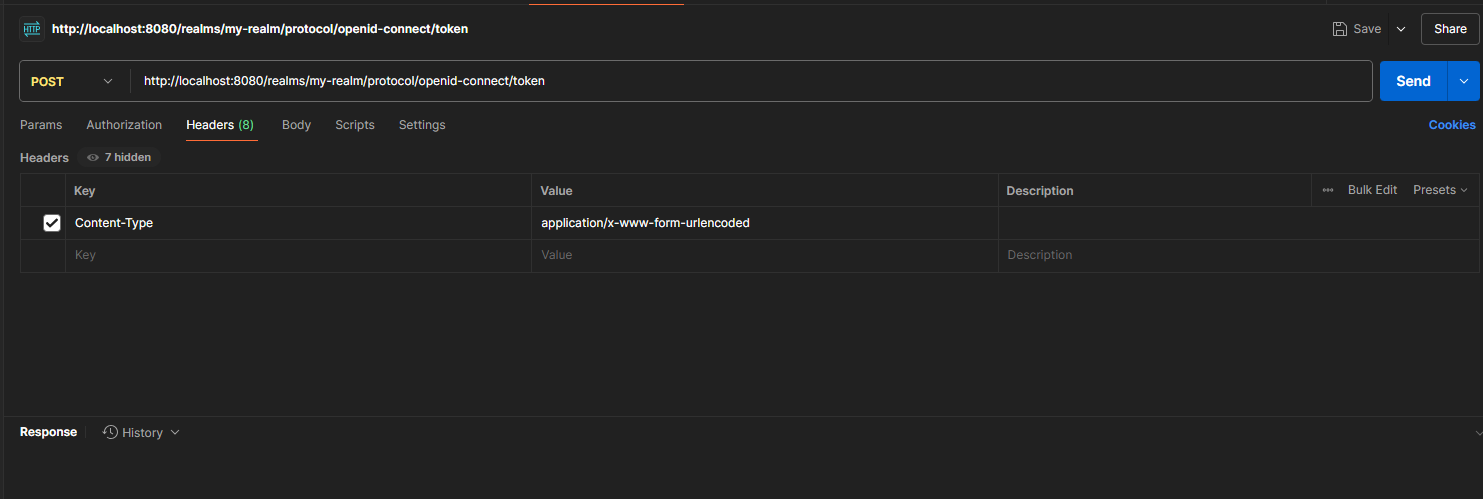 HTTP http://localhost:8080/realms/my-realm/protocol/openid-connect/token Save Share
POST http://localhost:8080/realms/my-realm/protocol/openid-connect/token Send
Params Authorization Headers (8) Body Scripts Settings Cookies
Headers 7 hidden
Key Value Description Bulk Edit Presets
Content-Type application/x-www-form-urlencoded
Key Value Description
Response History